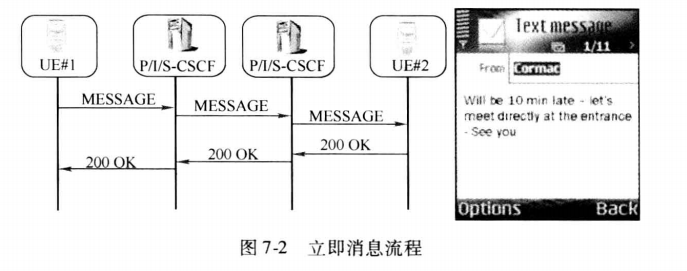 UE#1
P/I/S-CSCF
P/I/S-CSCF
UE#2
MESSAGE
MESSAGE
MESSAGE
200 OK
200 OK
200 OK
Text message
1/11
From
Cormac
Will be 10 min late - let's
meet directly at the entrance
- See you
Options
Back
图 7-2 立即消息流程